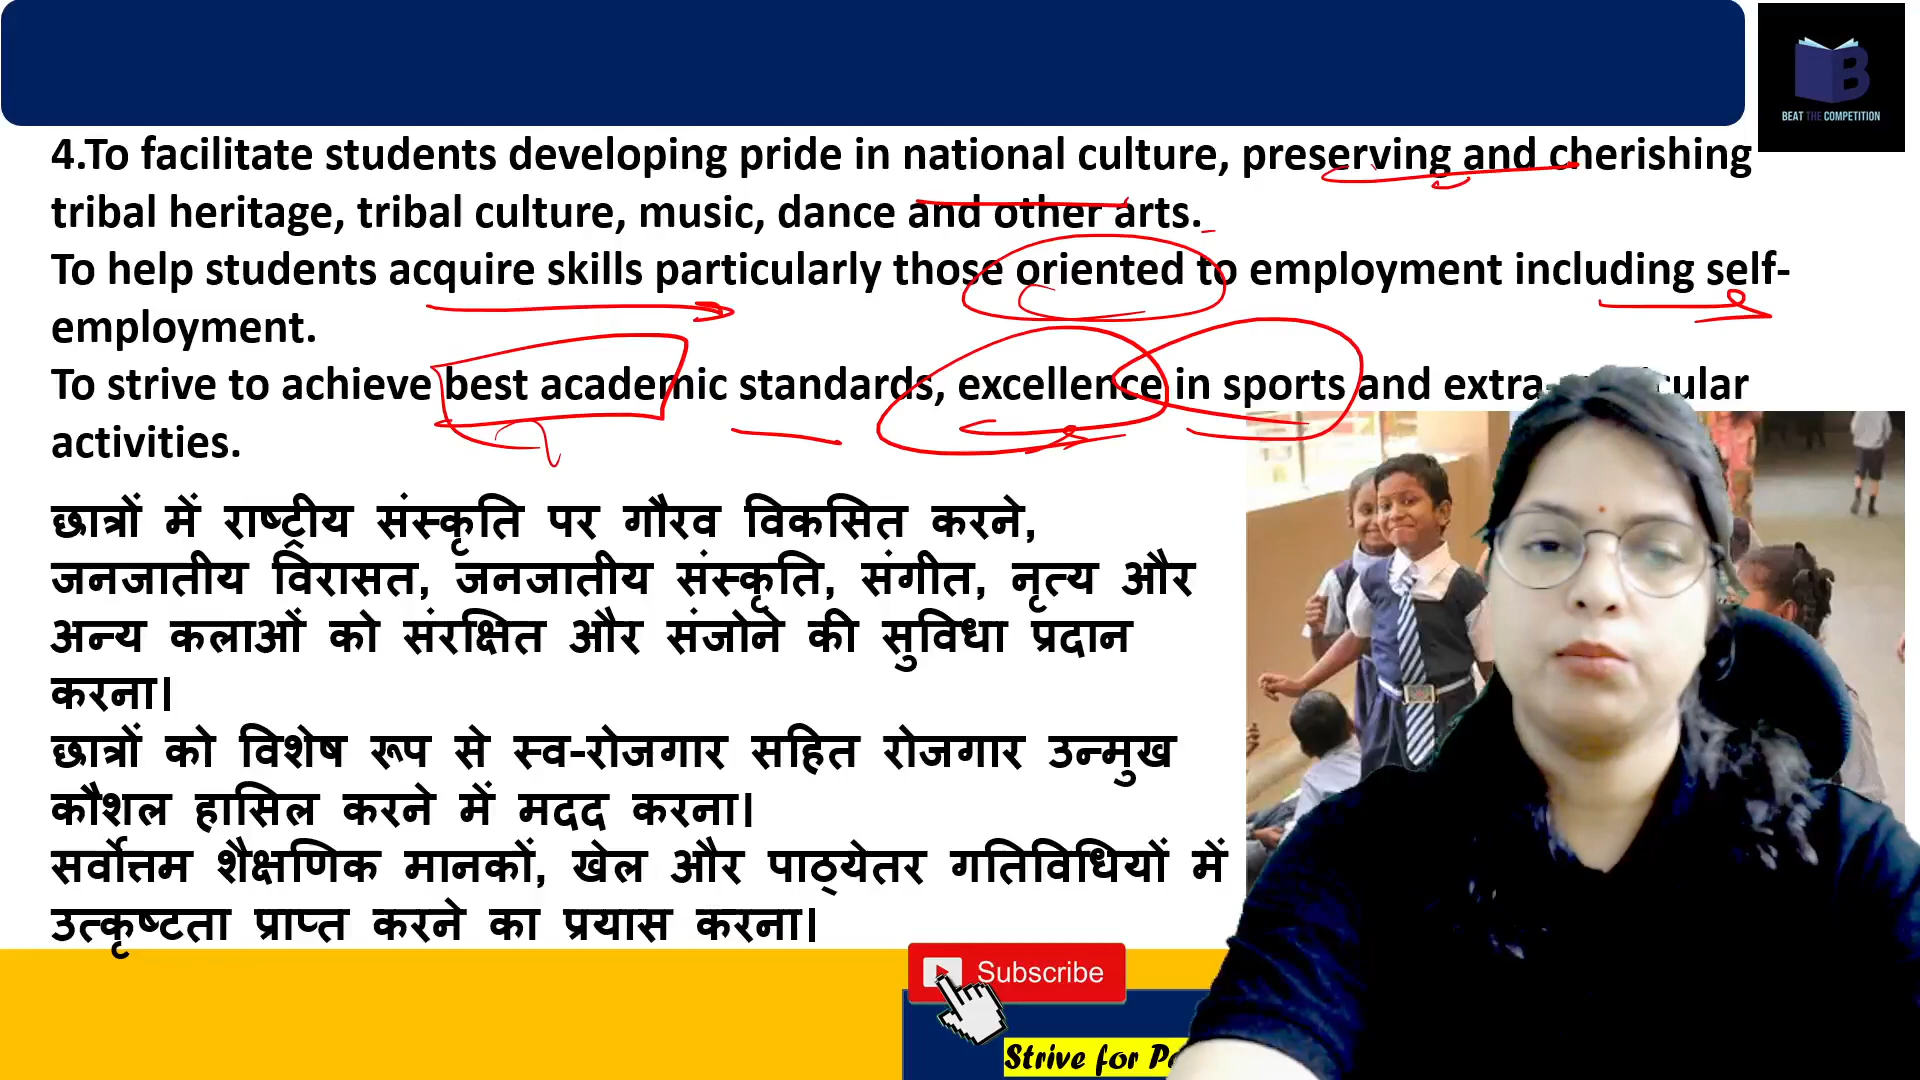 BEAT THE COMPETITION
4.To facilitate students developing pride in national culture, preserving and cherishing
tribal heritage, tribal culture, music, dance and other arts.
To help students acquire skills particularly those oriented to employment including self-
employment.
To strive to achieve best academic standards, excellence in sports and extra-curricular
activities.
छात्रों में राष्ट्रीय संस्कृति पर गौरव विकसित करने,
जनजातीय विरासत, जनजातीय संस्कृति, संगीत, नृत्य और
अन्य कलाओं को संरक्षित और संजोने की सुविधा प्रदान
करना।
छात्रों को विशेष रूप से स्व-रोजगार सहित रोजगार उन्मुख
कौशल हासिल करने में मदद करना।
सर्वोत्तम शैक्षणिक मानकों, खेल और पाठ्येतर गतिविधियों में
उत्कृष्टता प्राप्त करने का प्रयास करना।
Subscribe
Strive for